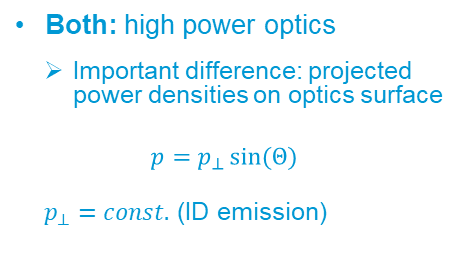 • Both: high power optics
➢ Important difference: projected
power densities on optics surface
p = p⊥ sin(Θ)
p⊥ = const. (ID emission)